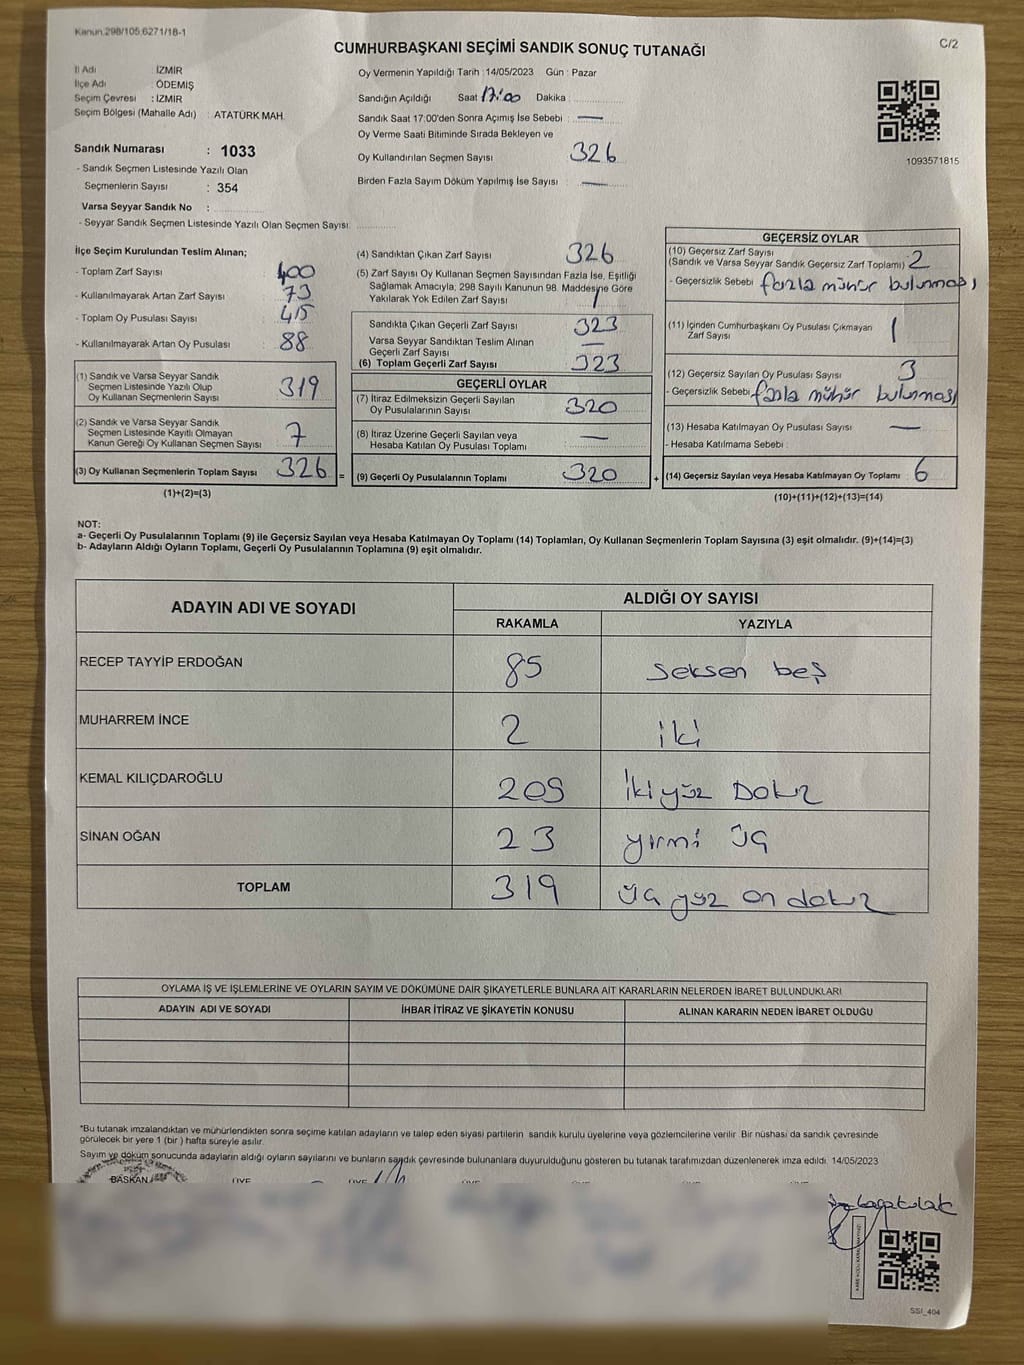 Kanun.298/105,6271/18-1
C/2
CUMHURBAŞKANI SEÇİMİ SANDIK SONUÇ TUTANAĞI
İl Adı : İZMİR
İlçe Adı : ÖDEMİŞ
Seçim Çevresi : İZMİR
Seçim Bölgesi (Mahalle Adı) : ATATÜRK MAH.
Sandık Numarası : 1033
- Sandık Seçmen Listesinde Yazılı Olan
Seçmenlerin Sayısı : 354
Varsa Seyyar Sandık No :
- Seyyar Sandık Seçmen Listesinde Yazılı Olan Seçmen Sayısı:
Oy Vermenin Yapıldığı Tarih :14/05/2023 Gün : Pazar
Sandığın Açıldığı Saat 17:00 Dakika :
Sandık Saat 17:00'den Sonra Açımış İse Sebebi : —
Oy Verme Saati Bitiminde Sırada Bekleyen ve
Oy Kullandırılan Seçmen Sayısı 326
Birden Fazla Sayım Döküm Yapılmış İse Sayısı : —
1093571815
İlçe Seçim Kurulundan Teslim Alınan;
- Toplam Zarf Sayısı 400
- Kullanılmayarak Artan Zarf Sayısı : 73
- Toplam Oy Pusulası Sayısı : 415
- Kullanılmayarak Artan Oy Pusulası : 88
(1) Sandık ve Varsa Seyyar Sandık
Seçmen Listesinde Yazılı Olup
Oy Kullanan Seçmenlerin Sayısı 319
(2) Sandık ve Varsa Seyyar Sandık
Seçmen Listesinde Kayıtlı Olmayan
Kanun Gereği Oy Kullanan Seçmen Sayısı : 7
(3) Oy Kullanan Seçmenlerin Toplam Sayısı : 326 =
(1)+(2)=(3)
(4) Sandıktan Çıkan Zarf Sayısı 326
(5) Zarf Sayısı Oy Kullanan Seçmen Sayısından Fazla İse, Eşitliği
Sağlamak Amacıyla; 298 Sayılı Kanunun 98. Maddesine Göre
Yakılarak Yok Edilen Zarf Sayısı : 1
Sandıkta Çıkan Geçerli Zarf Sayısı 323
Varsa Seyyar Sandıktan Teslim Alınan
Geçerli Zarf Sayısı —
(6) Toplam Geçerli Zarf Sayısı 323
GEÇERLİ OYLAR
(7) İtiraz Edilmeksizin Geçerli Sayılan
Oy Pusulalarının Sayısı : 320
(8) İtiraz Üzerine Geçerli Sayılan veya
Hesaba Katılan Oy Pusulası Toplamı —
(9) Geçerli Oy Pusulalarının Toplamı : 320 +
GEÇERSİZ OYLAR
(10) Geçersiz Zarf Sayısı
(Sandık ve Varsa Seyyar Sandık Geçersiz Zarf Toplamı) 2
- Geçersizlik Sebebi : fazla mühür bulunması
(11) İçinden Cumhurbaşkanı Oy Pusulası Çıkmayan
Zarf Sayısı 1
(12) Geçersiz Sayılan Oy Pusulası Sayısı : 3
- Geçersizlik Sebebi : fazla mühür bulunması
(13) Hesaba Katılmayan Oy Pusulası Sayısı : —
- Hesaba Katılmama Sebebi :
(14) Geçersiz Sayılan veya Hesaba Katılmayan Oy Toplamı : 6
(10)+(11)+(12)+(13)=(14)
NOT:
a- Geçerli Oy Pusulalarının Toplamı (9) ile Geçersiz Sayılan veya Hesaba Katılmayan Oy Toplamı (14) Toplamları, Oy Kullanan Seçmenlerin Toplam Sayısına (3) eşit olmalıdır. (9)+(14)=(3)
b- Adayların Aldığı Oyların Toplamı, Geçerli Oy Pusulalarının Toplamına (9) eşit olmalıdır.
ADAYIN ADI VE SOYADI ALDIĞI OY SAYISI
RAKAMLA YAZIYLA
RECEP TAYYİP ERDOĞAN 85 seksen beş
MUHARREM İNCE 2 iki
KEMAL KILIÇDAROĞLU 209 iki yüz Dokuz
SİNAN OĞAN 23 yirmi üç
TOPLAM 319 üç yüz on dokuz
OYLAMA İŞ VE İŞLEMLERİNE VE OYLARIN SAYIM VE DÖKÜMÜNE DAİR ŞİKAYETLERLE BUNLARA AİT KARARLARIN NELERDEN İBARET BULUNDUKLARI
ADAYIN ADI VE SOYADI İHBAR İTİRAZ VE ŞİKAYETİN KONUSU ALINAN KARARIN NEDEN İBARET OLDUĞU
*Bu tutanak imzalandıktan ve mühürlendikten sonra seçime katılan adayların ve talep eden siyasi partilerin sandık kurulu üyelerine veya gözlemcilerine verilir. Bir nüshası da sandık çevresinde
görülecek bir yere 1 (bir ) hafta süreyle asılır.
Sayım ve döküm sonucunda adayların aldığı oyların sayılarını ve bunların sandık çevresinde bulunanlara duyurulduğunu gösteren bu tutanak tarafımızdan düzenlenerek imza edildi. 14/05/2023
BAŞKAN ÜYE ÜYE ÜYE ÜYE ÜYE
SSİ_404